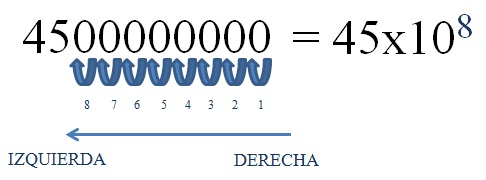 4500000000 = 45x10⁸
8 7 6 5 4 3 2 1
IZQUIERDA DERECHA